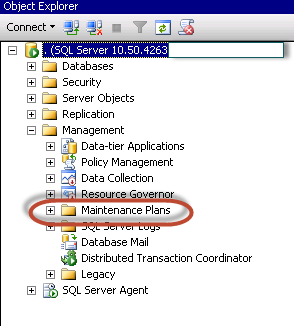 Object Explorer
Connect
. (SQL Server 10.50.4263
Databases
Security
Server Objects
Replication
Management
Data-tier Applications
Policy Management
Data Collection
Resource Governor
Maintenance Plans
SQL Server Logs
Database Mail
Distributed Transaction Coordinator
Legacy
SQL Server Agent